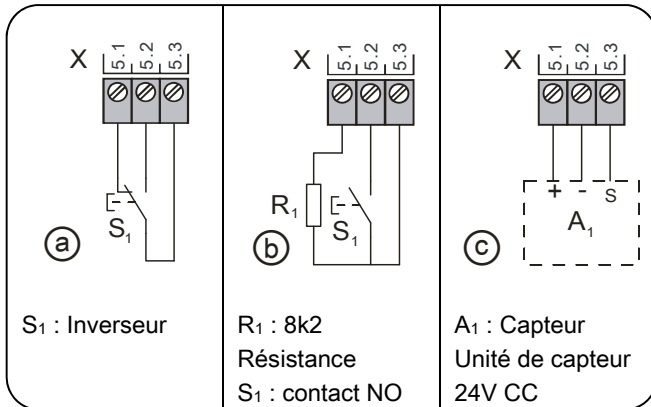 X 5.1 5.2 5.3
S1
a
S1 : Inverseur
X 5.1 5.2 5.3
R1
S1
b
R1 : 8k2
Résistance
S1 : contact NO
X 5.1 5.2 5.3
+ - S
A1
c
A1 : Capteur
Unité de capteur
24V CC